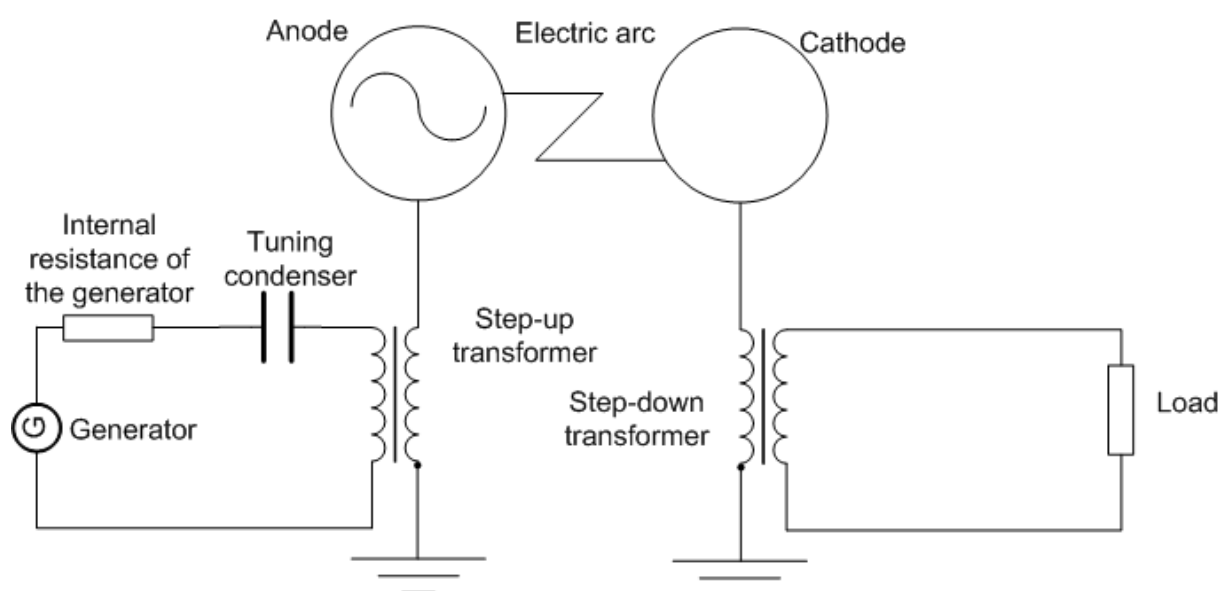 Anode
Electric arc
Cathode
Internal
resistance of
the generator
Tuning
condenser
Step-up
transformer
Step-down
transformer
Load
G
Generator